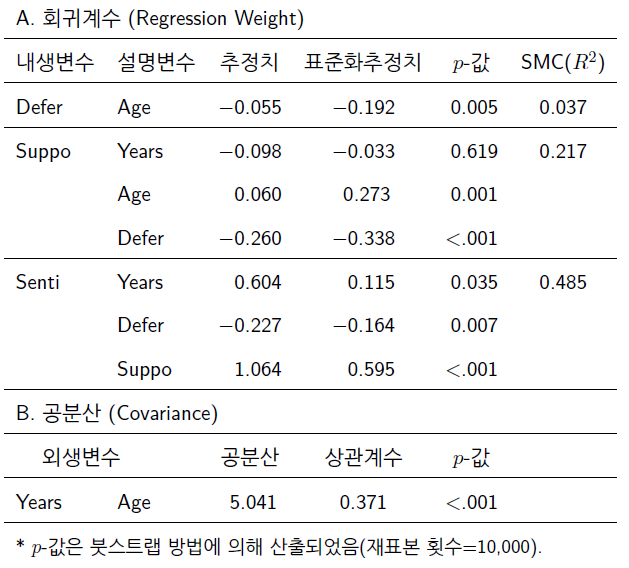 A. 회귀계수 (Regression Weight)
내생변수 설명변수 추정치 표준화추정치 p-값 SMC(R²)
Defer Age −0.055 −0.192 0.005 0.037
Suppo Years −0.098 −0.033 0.619 0.217
Age 0.060 0.273 0.001
Defer −0.260 −0.338 <.001
Senti Years 0.604 0.115 0.035 0.485
Defer −0.227 −0.164 0.007
Suppo 1.064 0.595 <.001
B. 공분산 (Covariance)
외생변수 공분산 상관계수 p-값
Years Age 5.041 0.371 <.001
* p-값은 붓스트랩 방법에 의해 산출되었음(재표본 횟수=10,000).